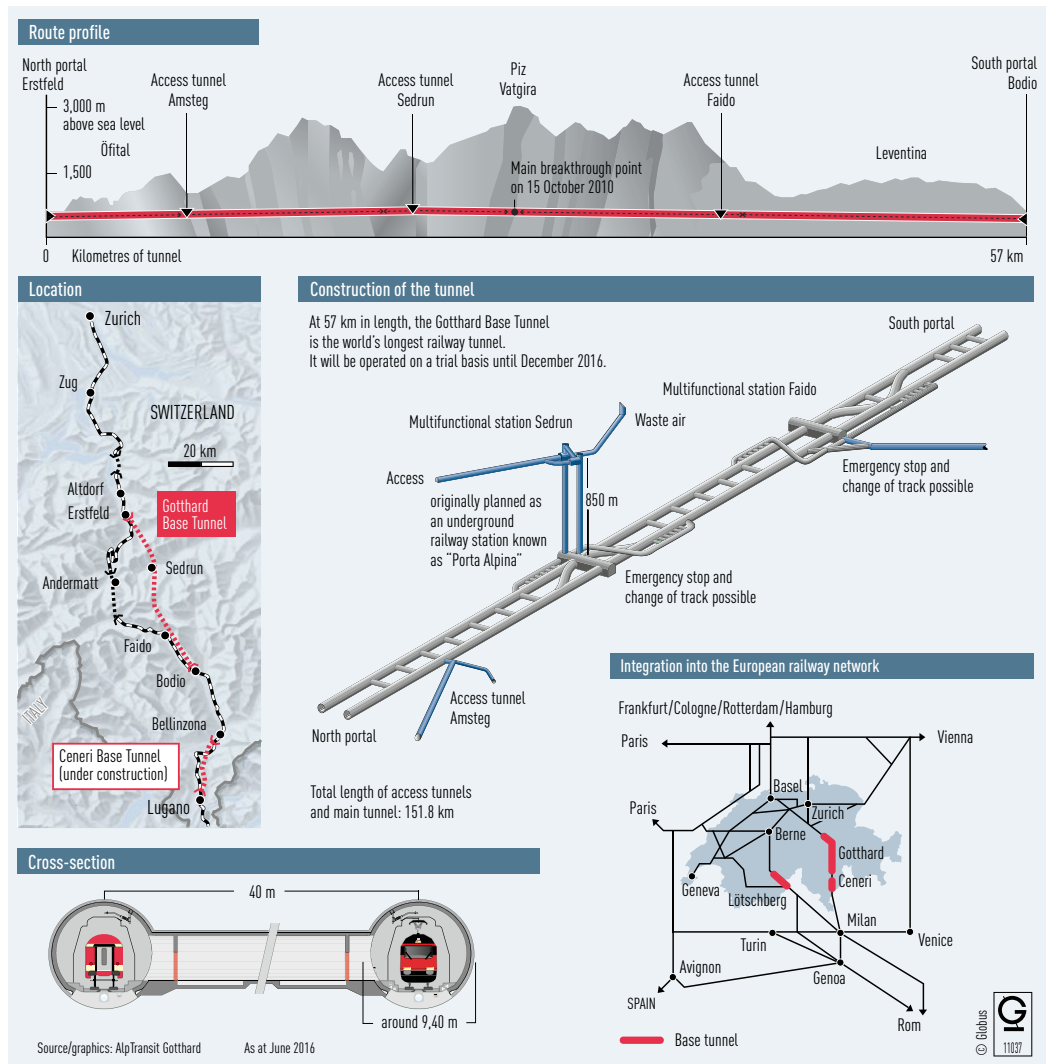 Route profile
North portal
Erstfeld
Access tunnel
Amsteg
Access tunnel
Sedrun
Piz
Vatgira
Access tunnel
Faido
South portal
Bodio
3,000 m
above sea level
Öfital
1,500
Main breakthrough point
on 15 October 2010
Leventina
0
Kilometres of tunnel
57 km
Location
Zurich
Zug
SWITZERLAND
20 km
Altdorf
Erstfeld
Gotthard
Base Tunnel
Sedrun
Andermatt
Faido
Bodio
ITALY
Bellinzona
Ceneri Base Tunnel
(under construction)
Lugano
Construction of the tunnel
At 57 km in length, the Gotthard Base Tunnel
is the world's longest railway tunnel.
It will be operated on a trial basis until December 2016.
South portal
Multifunctional station Faido
Multifunctional station Sedrun
Waste air
Access
Emergency stop and
change of track possible
originally planned as
an underground
railway station known
as “Porta Alpina”
850 m
Emergency stop and
change of track possible
Access tunnel
Amsteg
North portal
Total length of access tunnels
and main tunnel: 151.8 km
Integration into the European railway network
Frankfurt/Cologne/Rotterdam/Hamburg
Paris
Vienna
Basel
Paris
Zurich
Berne
Gotthard
Geneva
Lötschberg
Ceneri
Milan
Turin
Venice
Avignon
Genoa
SPAIN
Rom
Base tunnel
Cross-section
40 m
around 9,40 m
Source/graphics: AlpTransit Gotthard
As at June 2016
© Globus
G
11037